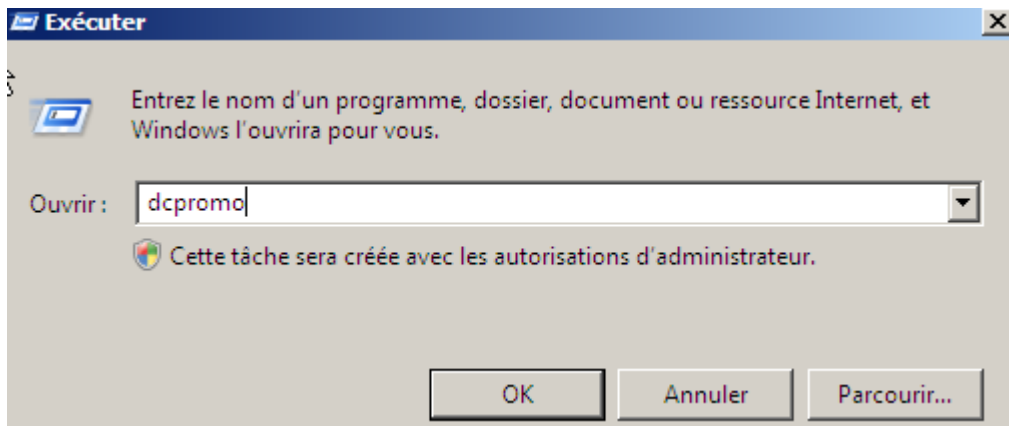 Exécuter
Entrez le nom d'un programme, dossier, document ou ressource Internet, et
Windows l'ouvrira pour vous.
Ouvrir : dcpromo
Cette tâche sera créée avec les autorisations d'administrateur.
OK Annuler Parcourir...